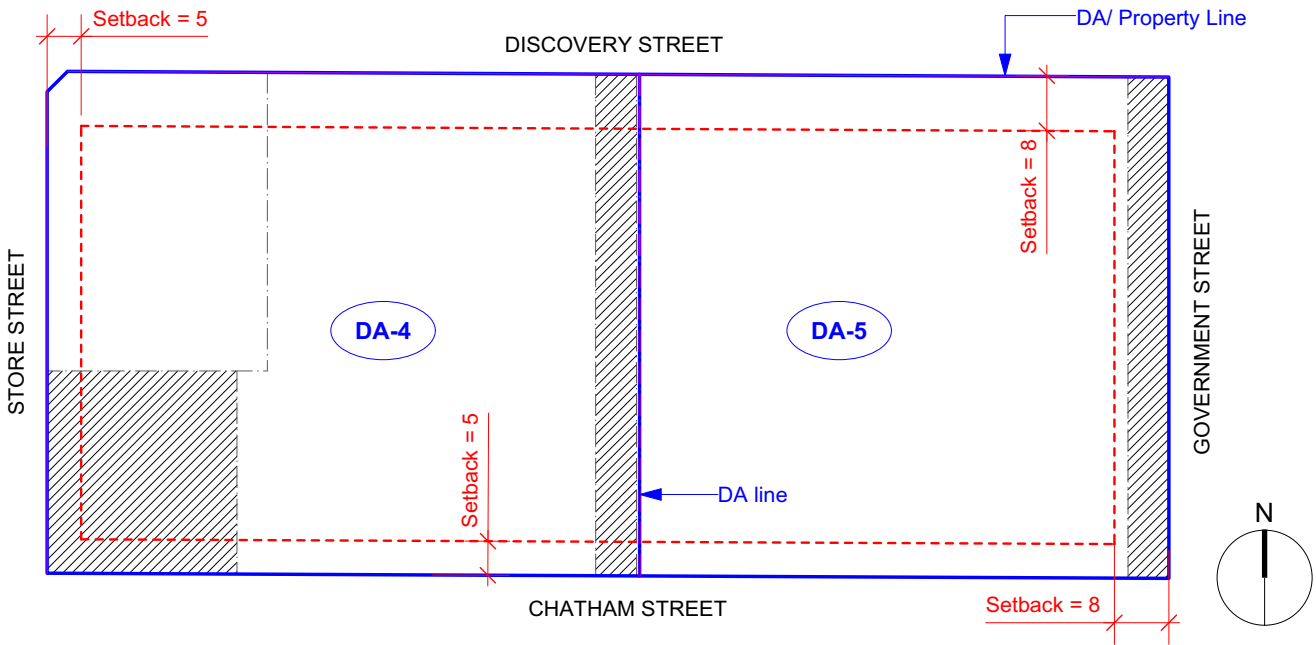 Setback = 5
DA/ Property Line
DISCOVERY STREET
Setback = 8
STORE STREET
GOVERNMENT STREET
DA-4
DA-5
Setback = 5
DA line
N
CHATHAM STREET
Setback = 8